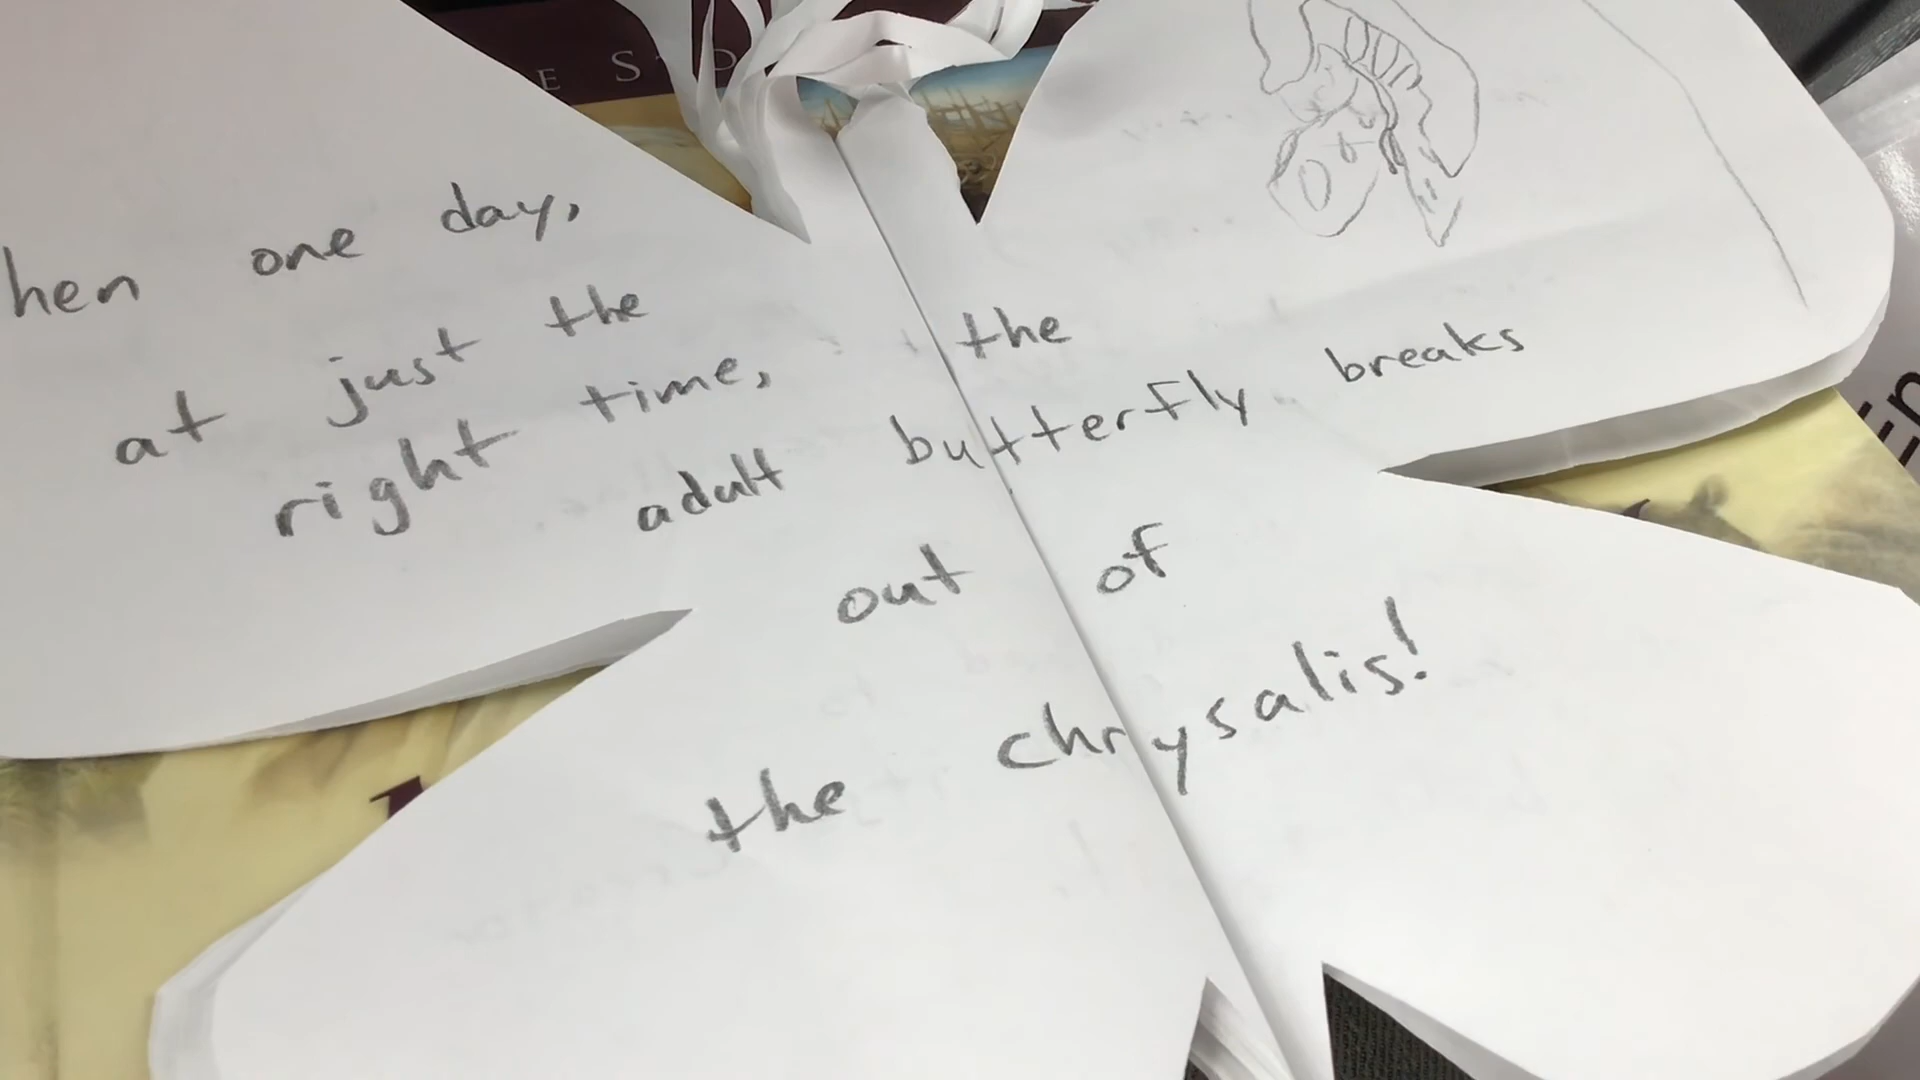 hen one day,
at just the
right time, the
adult butterfly breaks
out of
the chrysalis!
E